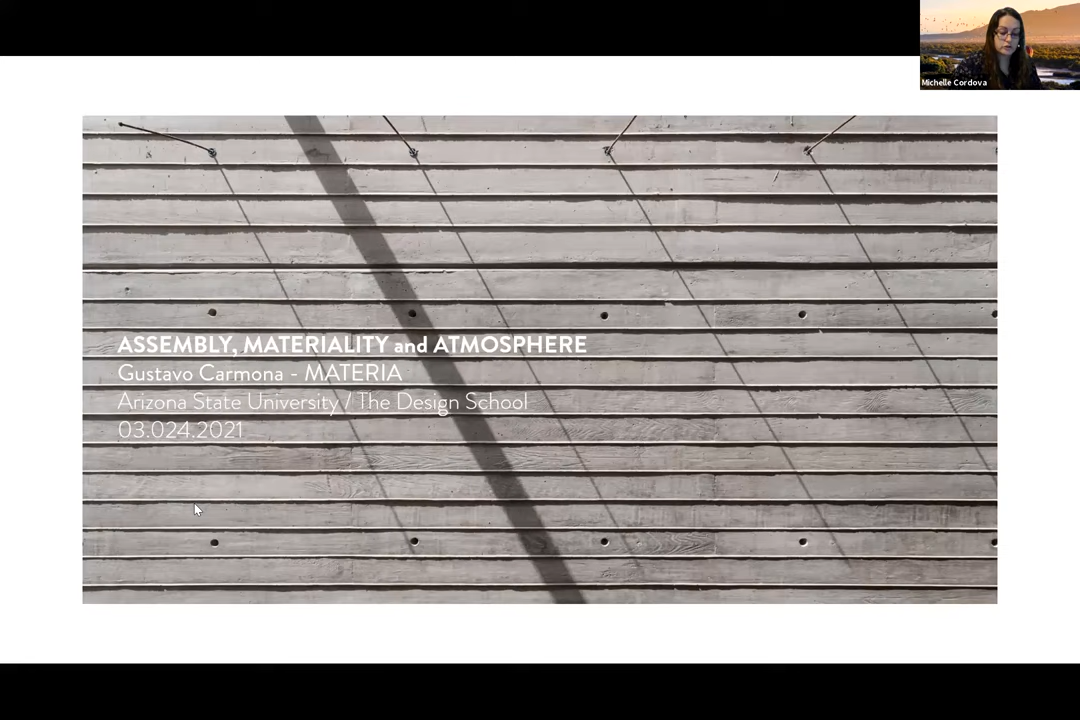 Michelle Cordova
ASSEMBLY, MATERIALITY and ATMOSPHERE
Gustavo Carmona - MATERIA
Arizona State University / The Design School
03.024.2021